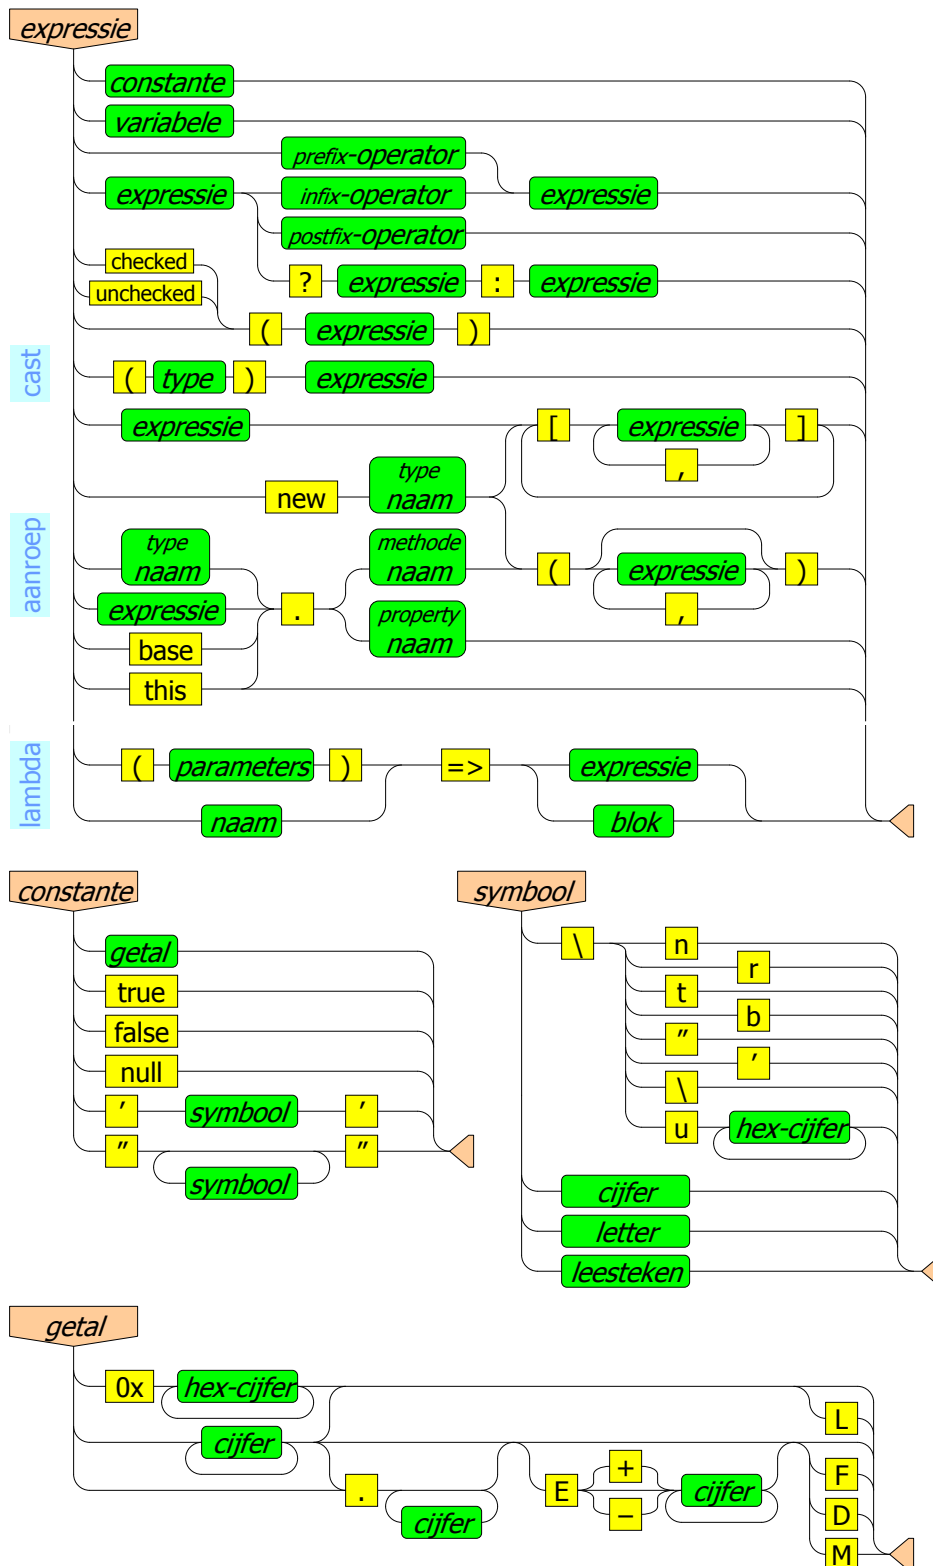 expressie
constante
variabele
prefix-operator
expressie infix-operator expressie
postfix-operator
checked
? expressie : expressie
unchecked
( expressie )
cast
( type ) expressie
expressie [ expressie ]
,
new type naam
aanroep
type naam methode naam ( expressie )
,
expressie . property naam
base
this
lambda
( parameters ) => expressie
naam blok
constante
getal
true
false
null
' symbool '
" "
symbool
symbool
\ n
r
t
b
"
'
\
u hex-cijfer
cijfer
letter
leesteken
getal
0x hex-cijfer
L
cijfer
. cijfer
E + - cijfer
F
D
M